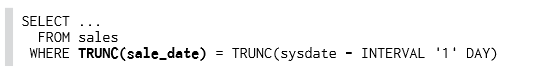 SELECT ...
  FROM sales
 WHERE TRUNC(sale_date) = TRUNC(sysdate - INTERVAL '1' DAY)